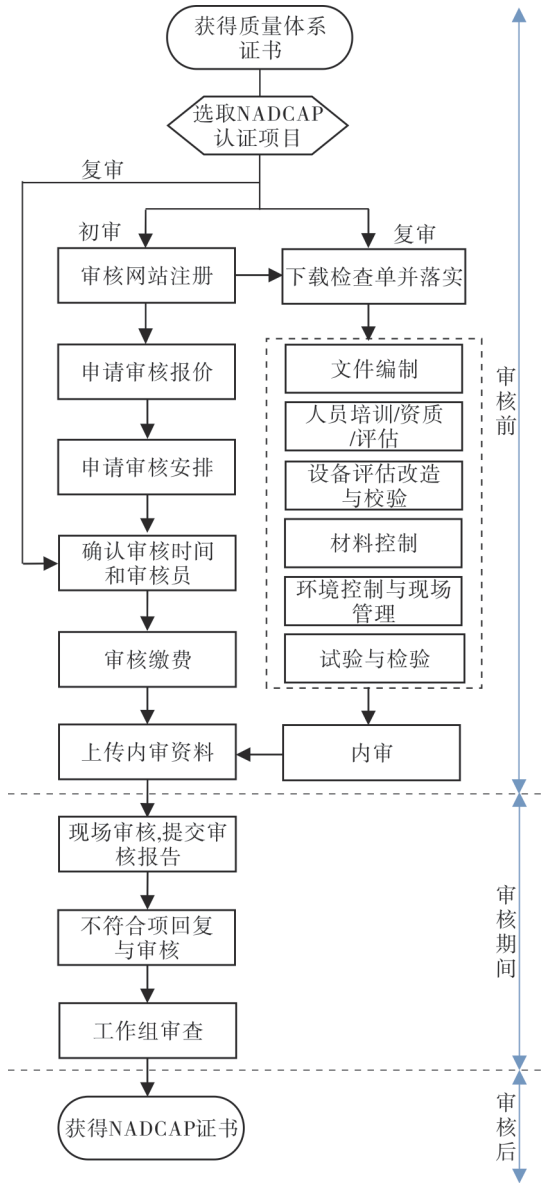 获得质量体系
证书
选取NADCAP
认证项目
复审
初审
复审
审核网站注册
下载检查单并落实
申请审核报价
申请审核安排
确认审核时间
和审核员
审核缴费
上传内审资料
文件编制
人员培训/资质
/评估
设备评估改造
与校验
材料控制
环境控制与现场
管理
试验与检验
内审
审核前
现场审核,提交审
核报告
不符合项回复
与审核
工作组审查
审核期间
获得NADCAP证书
审核后